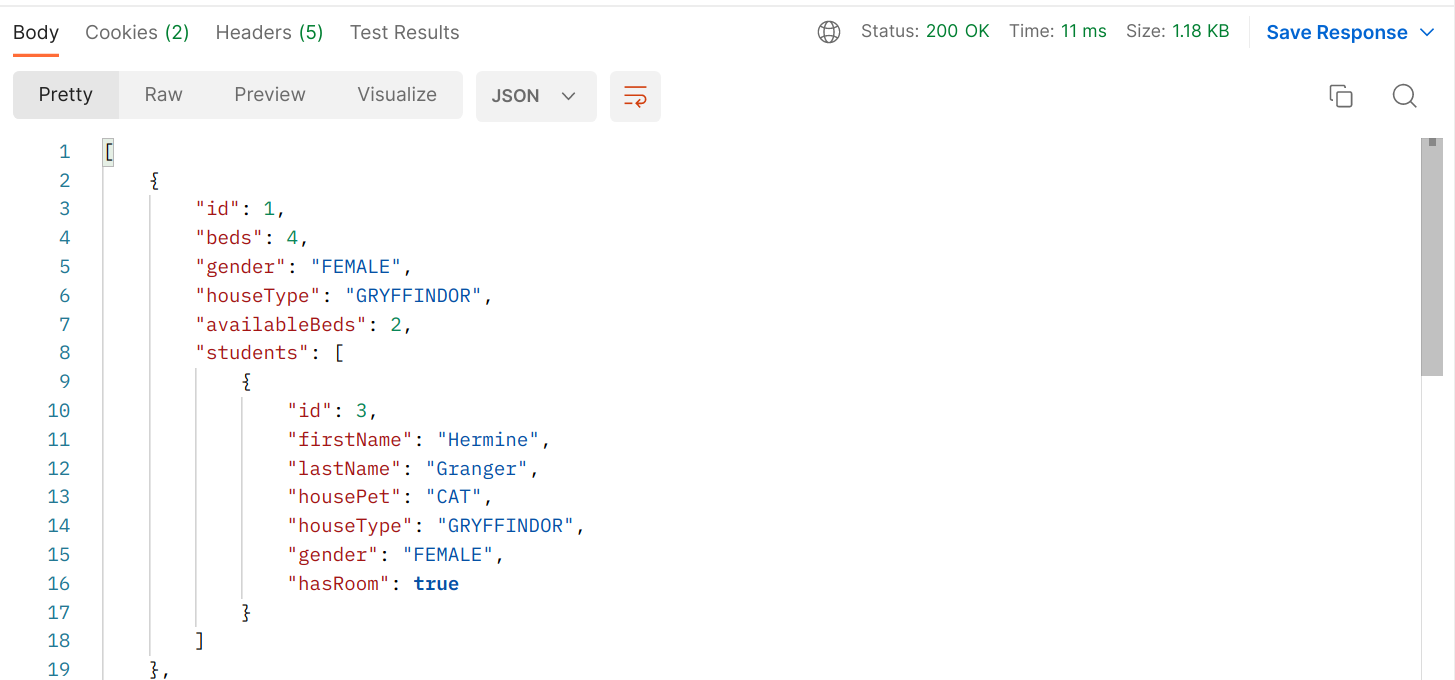 Body Cookies (2) Headers (5) Test Results Status: 200 OK Time: 11 ms Size: 1.18 KB Save Response
Pretty Raw Preview Visualize JSON
1 [
2 {
3 "id": 1,
4 "beds": 4,
5 "gender": "FEMALE",
6 "houseType": "GRYFFINDOR",
7 "availableBeds": 2,
8 "students": [
9 {
10 "id": 3,
11 "firstName": "Hermine",
12 "lastName": "Granger",
13 "housePet": "CAT",
14 "houseType": "GRYFFINDOR",
15 "gender": "FEMALE",
16 "hasRoom": true
17 }
18 ]
19 },